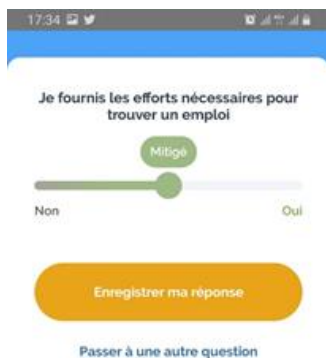 17:34
Je fournis les efforts nécessaires pour
trouver un emploi
Mitigé
Non Oui
Enregistrer ma réponse
Passer à une autre question